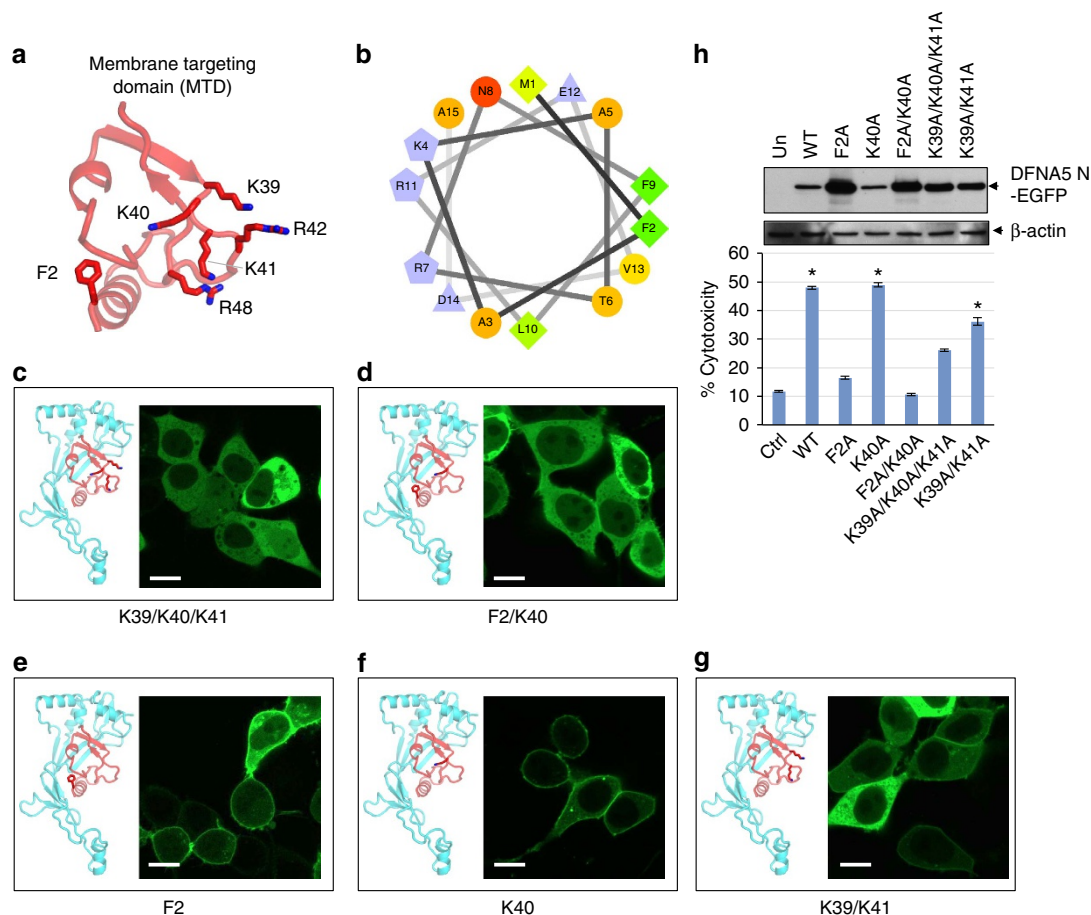 a
Membrane targeting
domain (MTD)
K39
K40
R42
F2
K41
R48
b
M1
N8
E12
A15
A5
K4
R11
F9
F2
R7
V13
D14
T6
A3
L10
h
Un
WT
F2A
K40A
F2A/K40A
K39A/K40A/K41A
K39A/K41A
DFNA5 N
-EGFP
β-actin
% Cytotoxicity
60
50
40
30
20
10
0
*
*
*
Ctrl
WT
F2A
K40A
F2A/K40A
K39A/K40A/K41A
K39A/K41A
c
K39/K40/K41
d
F2/K40
e
F2
f
K40
g
K39/K41